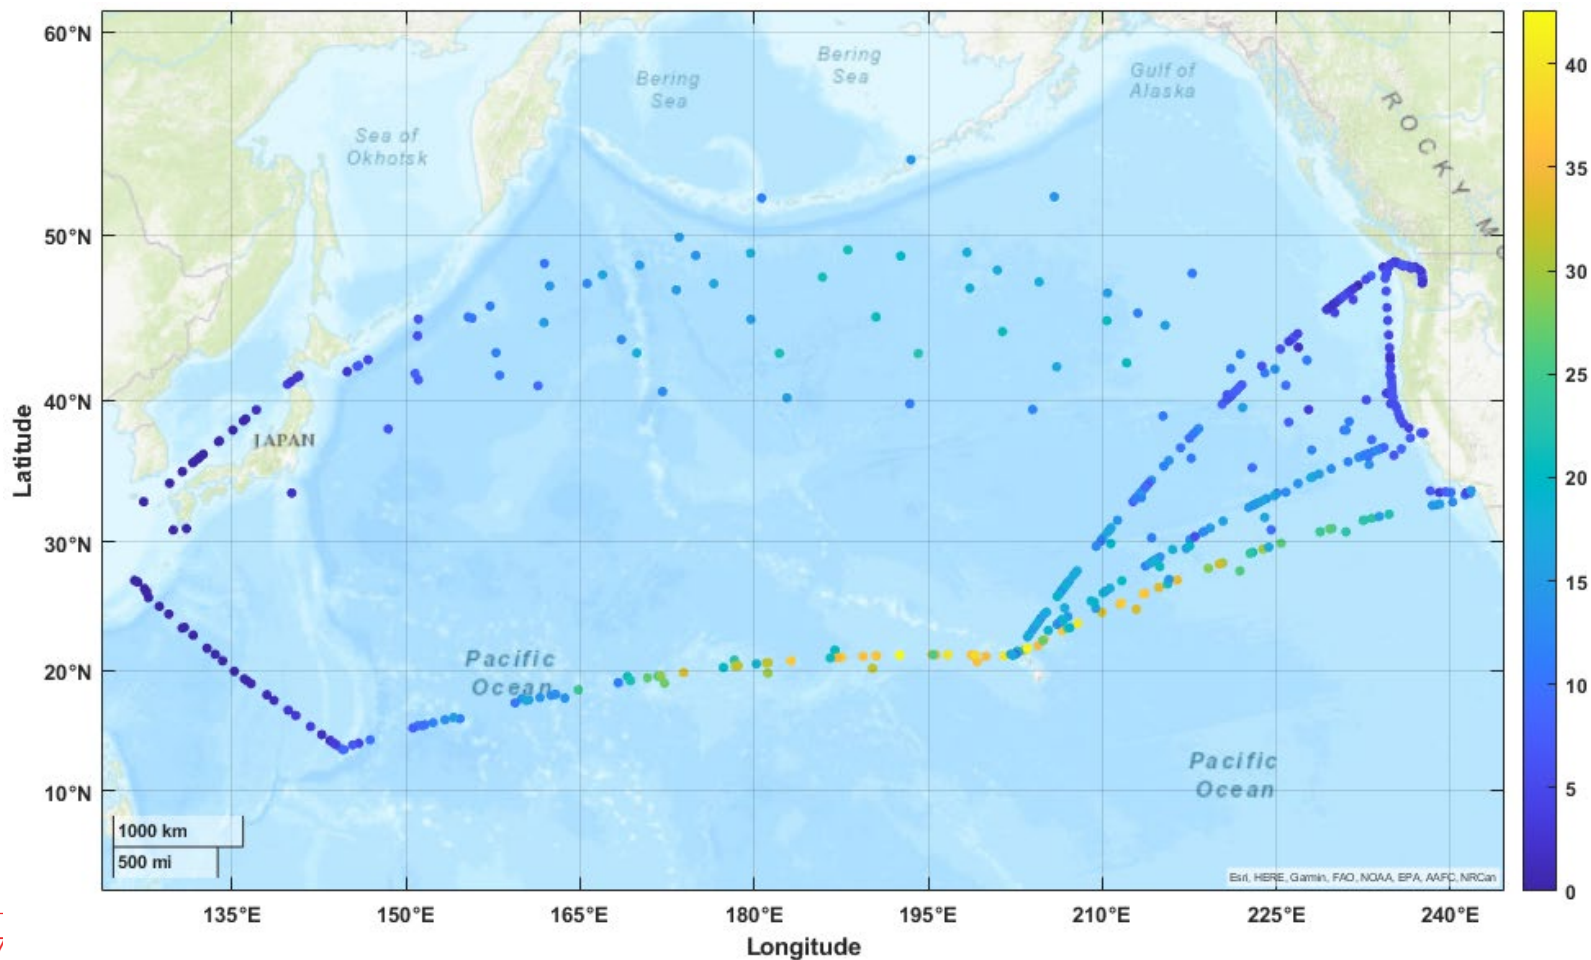 60°N
50°N
40°N
30°N
20°N
10°N
Latitude
Bering
Sea
Bering
Sea
Gulf of
Alaska
Sea of
Okhotsk
ROCKY
JAPAN
Pacific
Ocean
Pacific
Ocean
1000 km
500 mi
Esri, HERE, Garmin, FAO, NOAA, EPA, AAFC, NRCan
135°E
150°E
165°E
180°E
195°E
210°E
225°E
240°E
Longitude
40
35
30
25
20
15
10
5
0